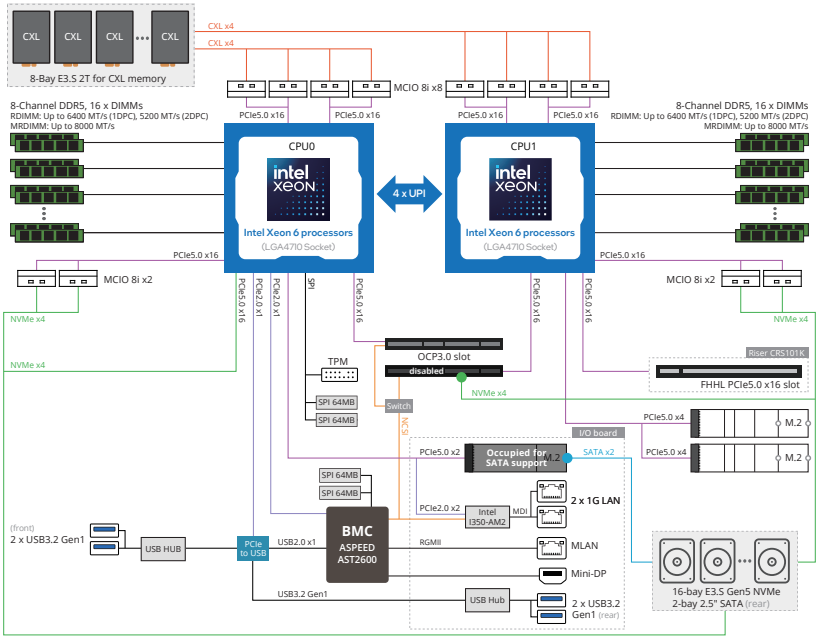 CXL x4
CXL CXL CXL CXL
CXL x4
8-Bay E3.S 2T for CXL memory
MCIO 8i x8
8-Channel DDR5, 16 x DIMMs
RDIMM: Up to 6400 MT/s (1DPC), 5200 MT/s (2DPC)
MRDIMM: Up to 8000 MT/s
PCIe5.0 x16
PCIe5.0 x16
PCIe5.0 x16
PCIe5.0 x16
8-Channel DDR5, 16 x DIMMs
RDIMM: Up to 6400 MT/s (1DPC), 5200 MT/s (2DPC)
MRDIMM: Up to 8000 MT/s
CPU0
intel
XEON
Intel Xeon 6 processors
(LGA4710 Socket)
4 x UPI
CPU1
intel
XEON
Intel Xeon 6 processors
(LGA4710 Socket)
PCIe5.0 x16
MCIO 8i x2
NVMe x4
PCIe5.0 x16
MCIO 8i x2
NVMe x4
PCIe5.0 x16
PCIe2.0 x1
PCIe2.0 x1
SPI
PCIe5.0 x16
PCIe5.0 x16
PCIe5.0 x16
NVMe x4
TPM
OCP3.0 slot
disabled
NVMe x4
Riser CRS101K
FHHL PCIe5.0 x16 slot
SPI 64MB
SPI 64MB
Switch
NCSI
PCIe5.0 x4
M.2
PCIe5.0 x4
M.2
I/O board
PCIe5.0 x2
Occupied for
SATA support
M.2
SATA x2
SPI 64MB
SPI 64MB
PCIe2.0 x2
Intel
I350-AM2
MDI
2 x 1G LAN
(front)
2 x USB3.2 Gen1
USB HUB
PCIe
to USB
USB2.0 x1
BMC
ASPEED
AST2600
RGMII
MLAN
Mini-DP
USB3.2 Gen1
USB Hub
2 x USB3.2
Gen1 (rear)
16-bay E3.S Gen5 NVMe
2-bay 2.5" SATA (rear)